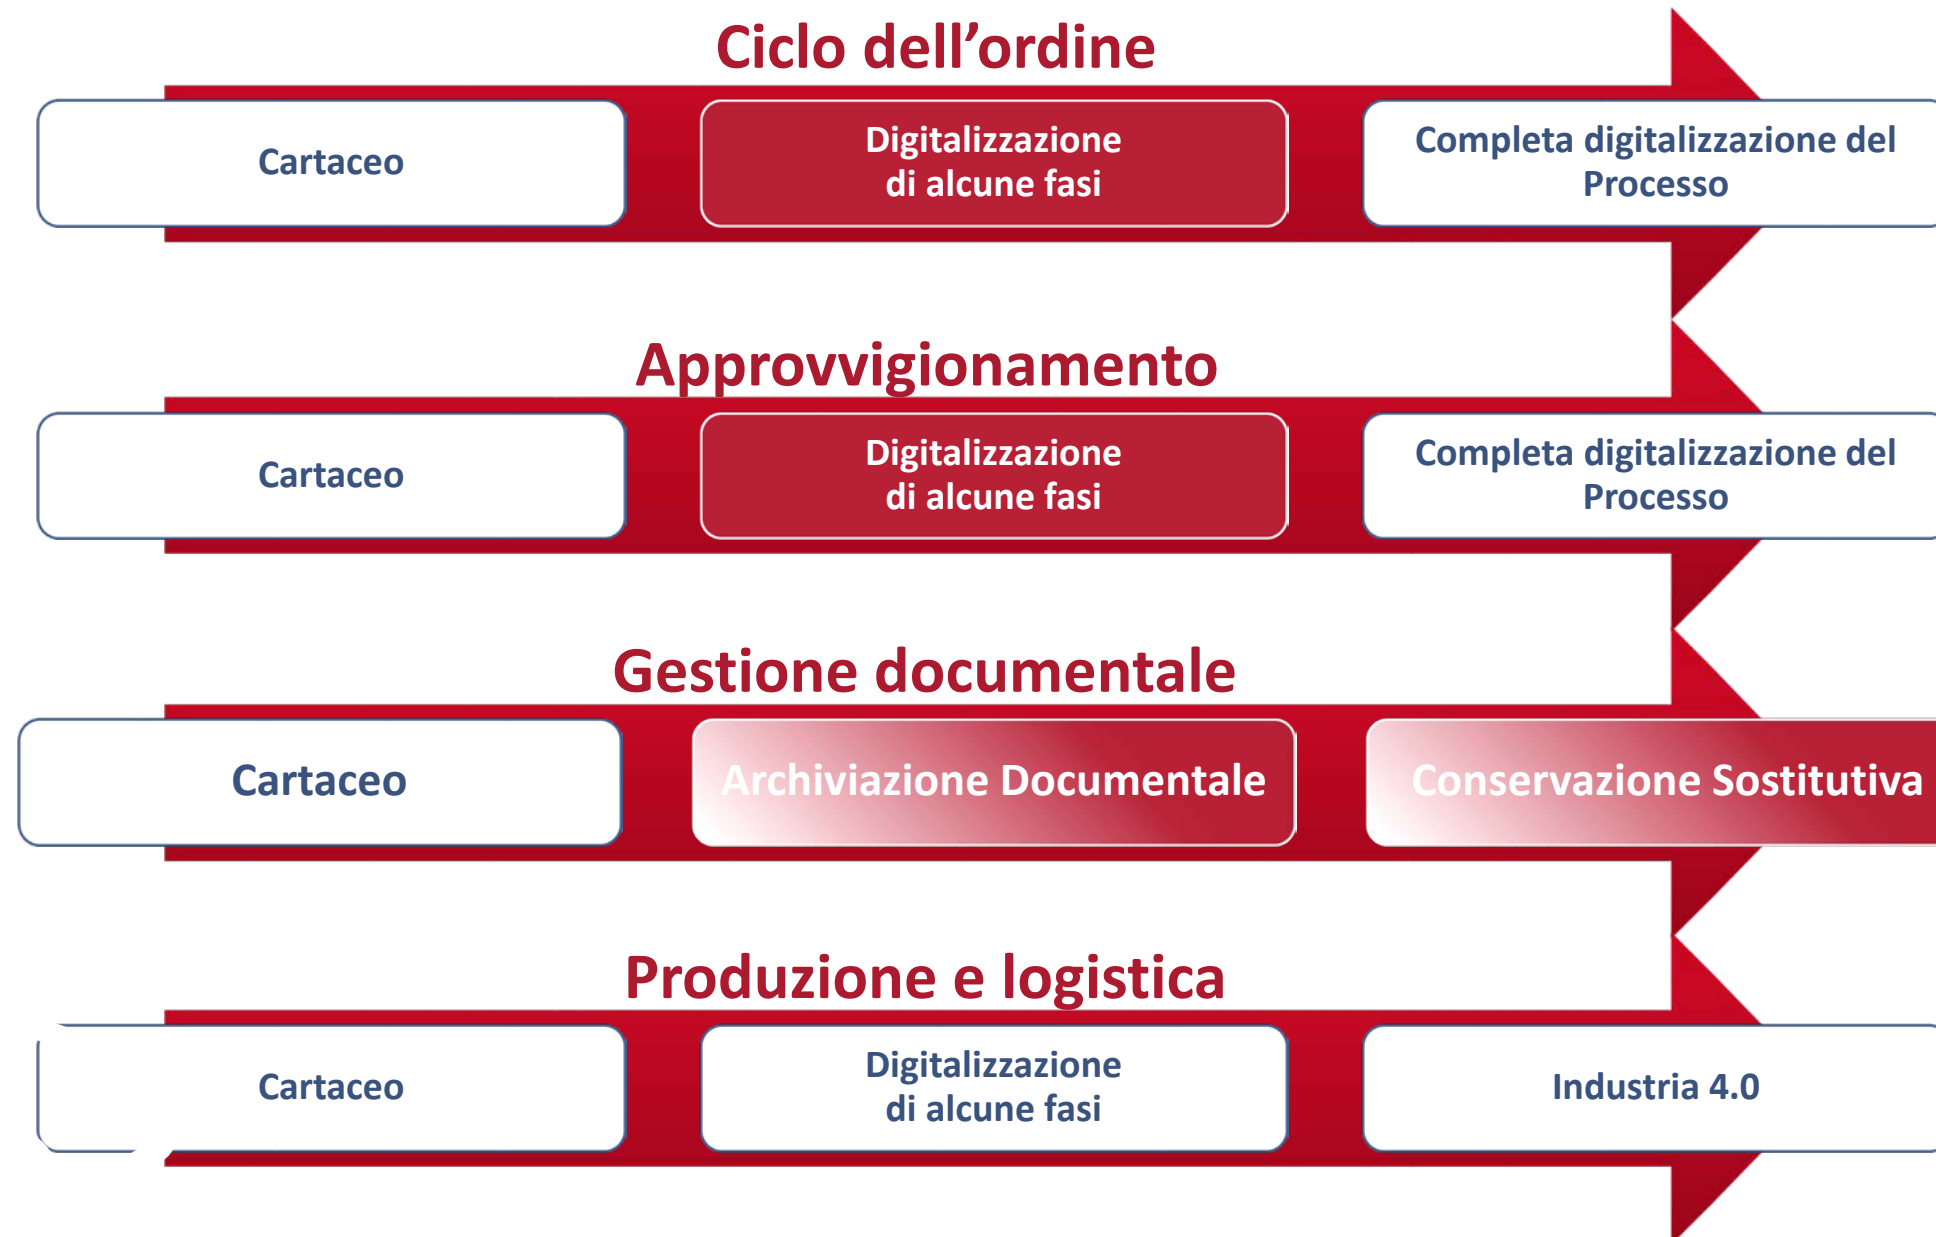 Ciclo dell’ordine
Cartaceo
Digitalizzazione
di alcune fasi
Completa digitalizzazione del
Processo
Approvvigionamento
Cartaceo
Digitalizzazione
di alcune fasi
Completa digitalizzazione del
Processo
Gestione documentale
Cartaceo
Archiviazione Documentale
Conservazione Sostitutiva
Produzione e logistica
Cartaceo
Digitalizzazione
di alcune fasi
Industria 4.0